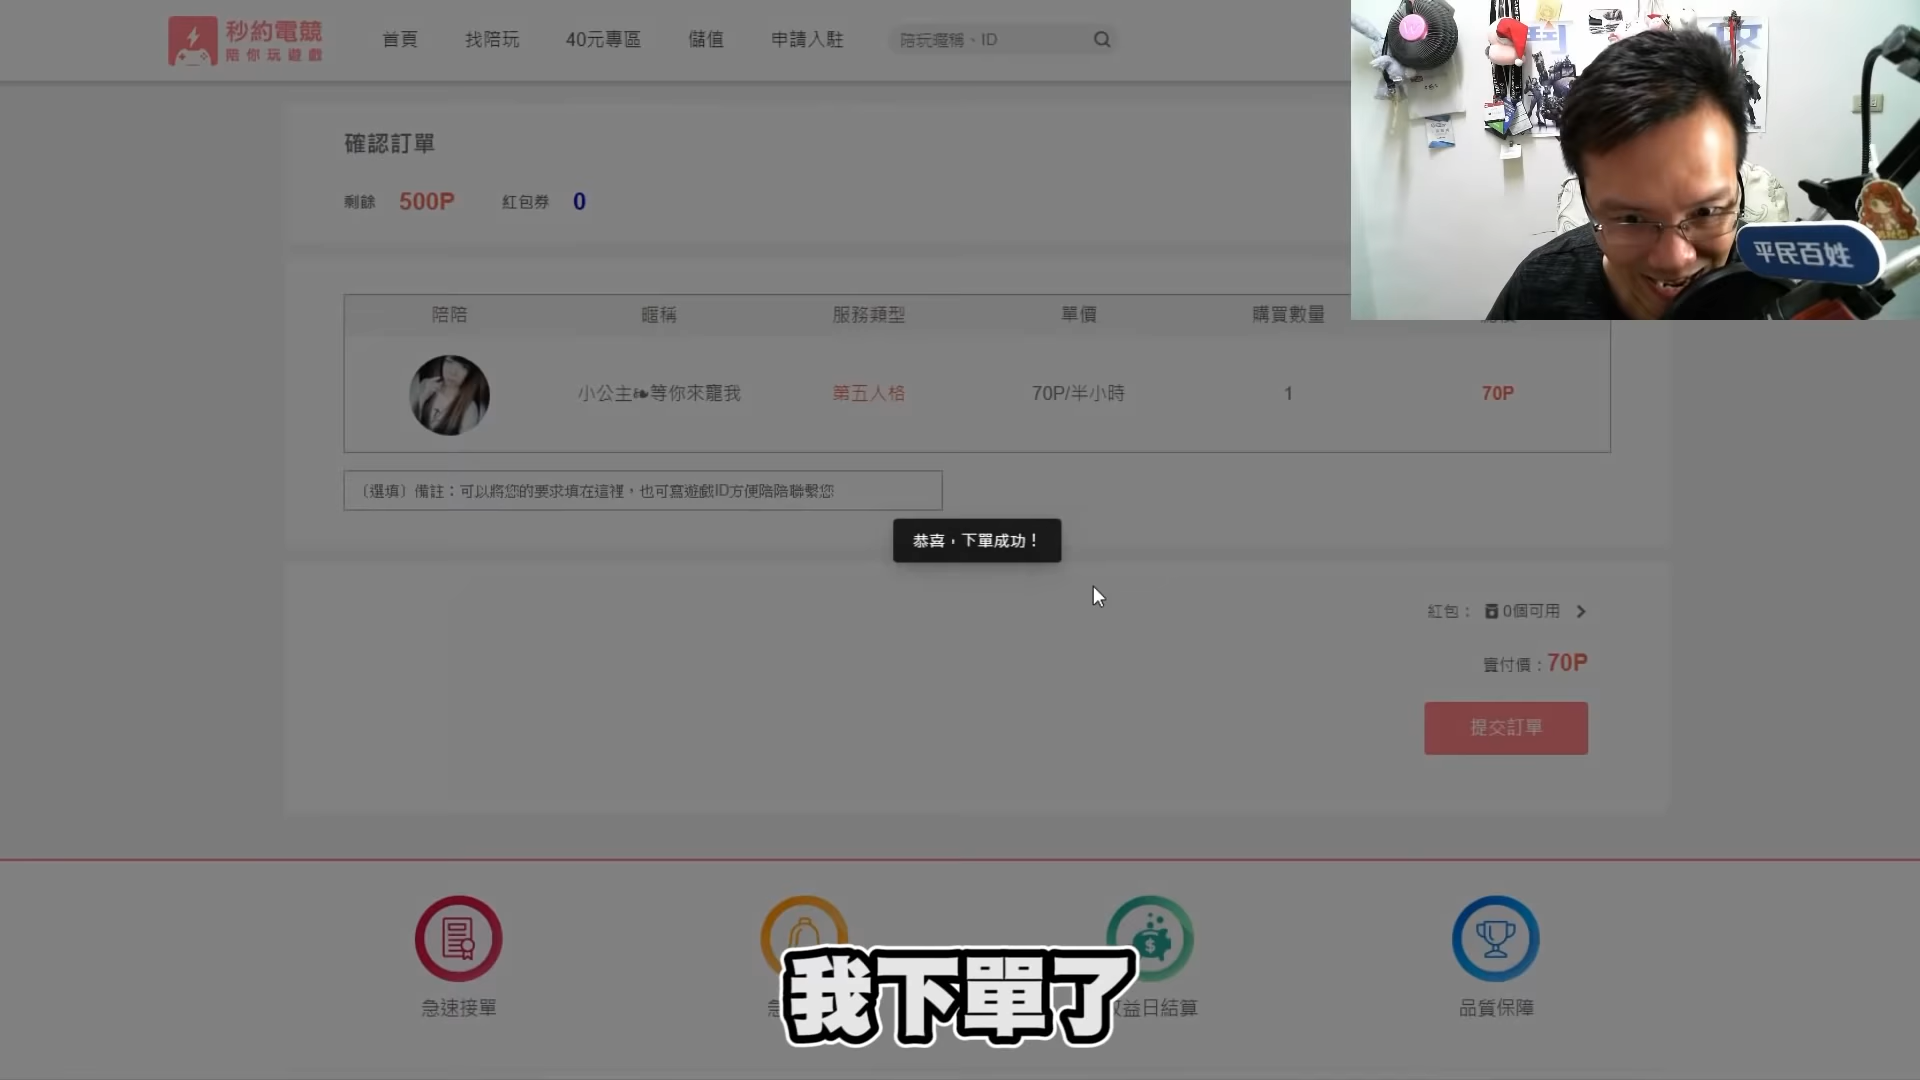 秒約電競
陪你玩遊戲
首頁
找陪玩
40元專區
儲值
申請入駐
陪玩暱稱、ID
確認訂單
剩餘 500P 紅包券 0
陪陪 暱稱 服務類型 單價 購買數量
小公主❧等你來寵我 第五人格 70P/半小時 1 70P
〔選填〕備註：可以將您的要求填在這裡，也可寫遊戲ID方便陪陪聯繫您
恭喜，下單成功！
紅包： 0個可用
實付價：70P
提交訂單
急速接單
益日結算
品質保障
我下單了
平民百姓